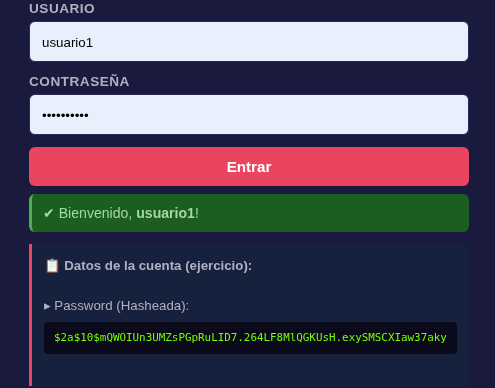 USUARIO
usuario1
CONTRASEÑA
••••••••••
Entrar
✔ Bienvenido, usuario1!
📋 Datos de la cuenta (ejercicio):
▸ Password (Hasheada):
$2a$10$mQWOIUn3UMZsPGpRuLID7.264LF8MlQGKUsH.exySMSCXIaw37aky